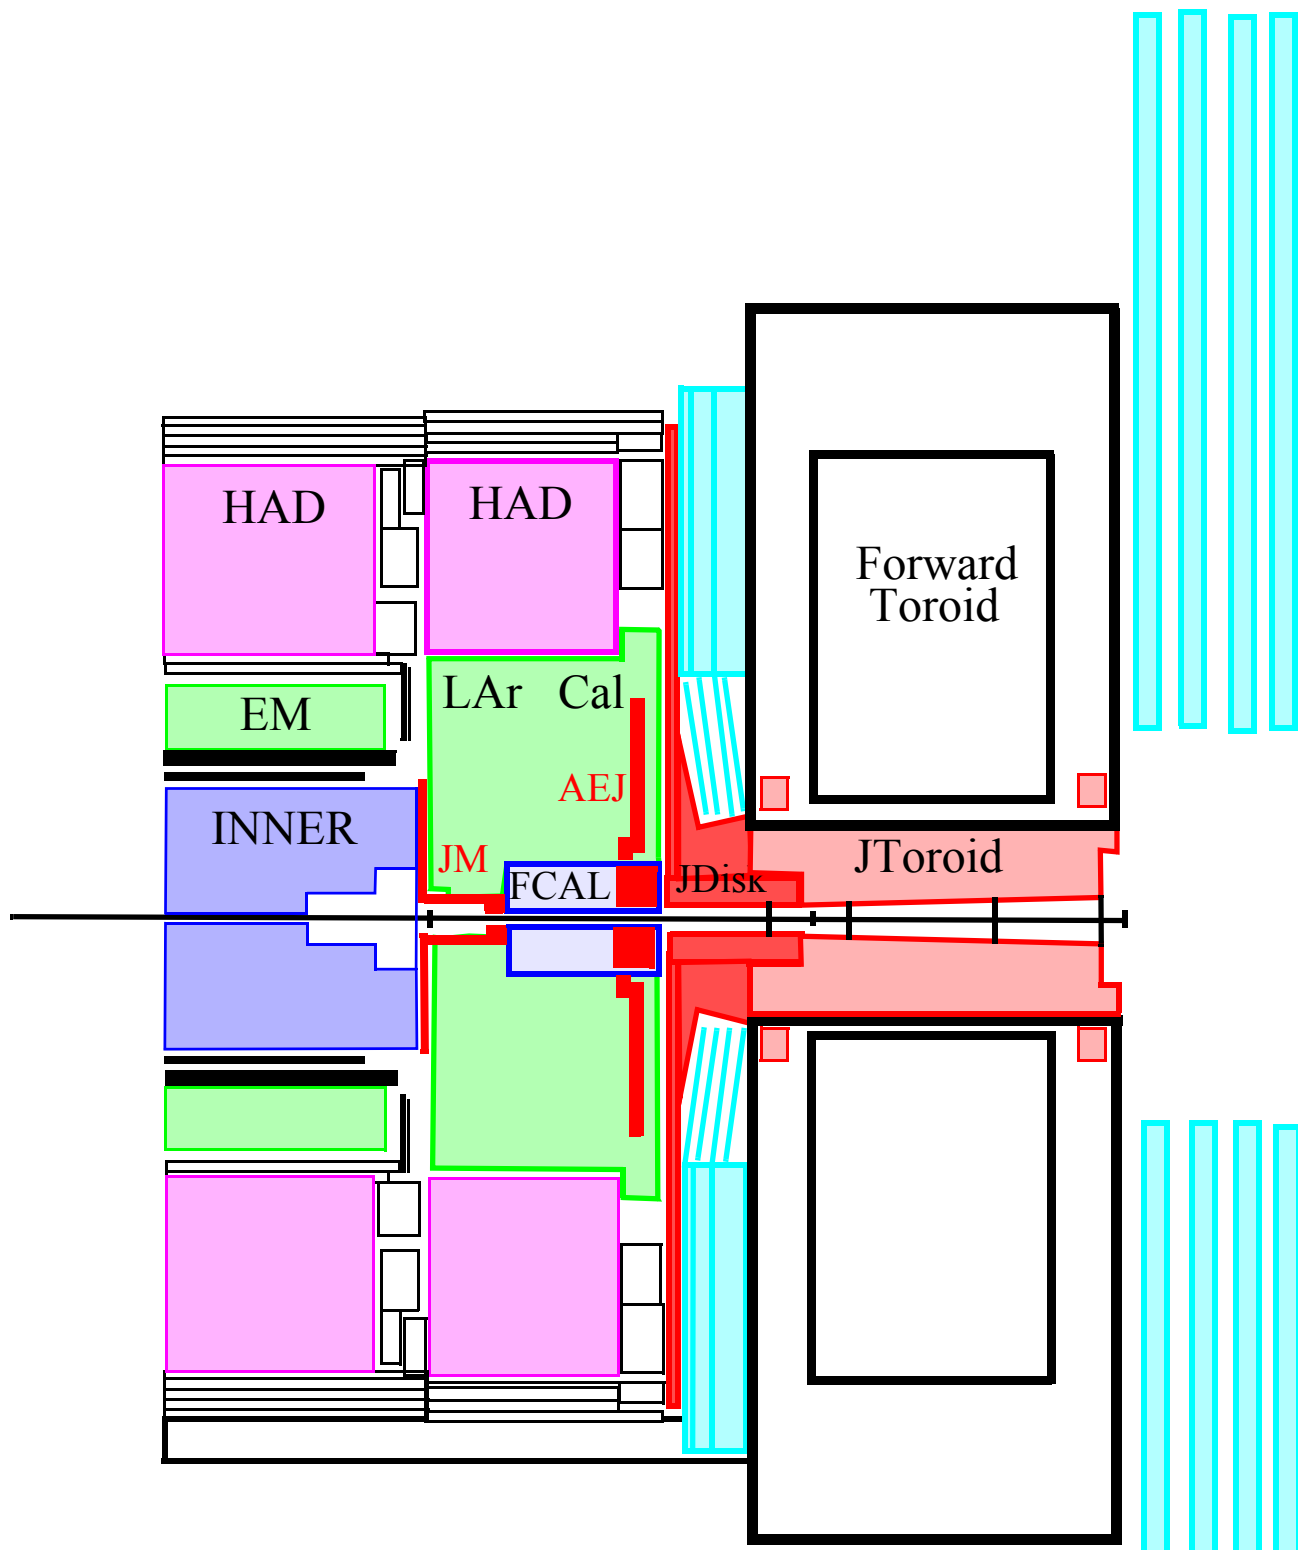 HAD
HAD
Forward
Toroid
LAr Cal
EM
AEJ
INNER
JM
JToroid
FCAL
JDisk